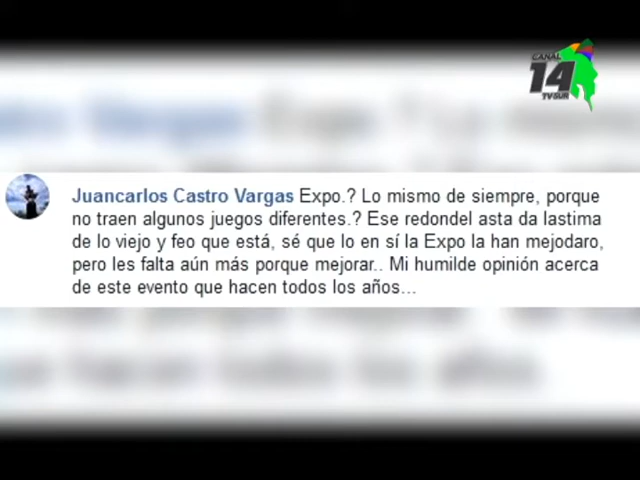 CANAL
14
TV-SUR
Juancarlos Castro Vargas Expo.? Lo mismo de siempre, porque
no traen algunos juegos diferentes.? Ese redondel asta da lastima
de lo viejo y feo que está, sé que lo en sí la Expo la han mejodaro,
pero les falta aún más porque mejorar.. Mi humilde opinión acerca
de este evento que hacen todos los años...